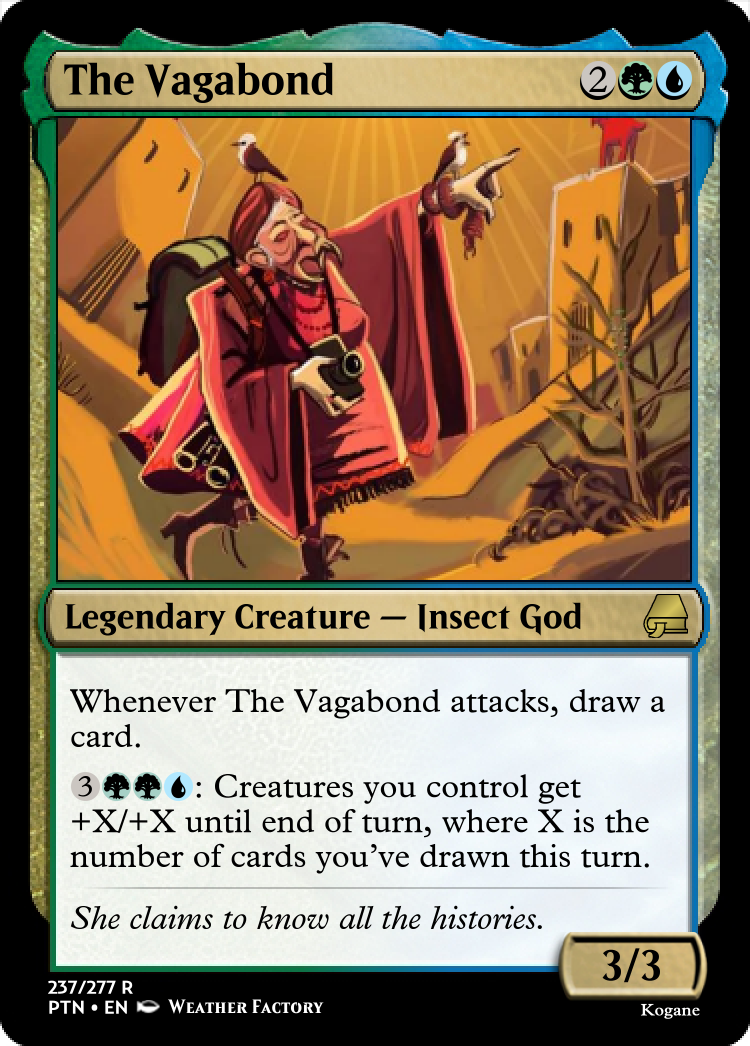 The Vagabond 2
Legendary Creature — Insect God
Whenever The Vagabond attacks, draw a
card.
3: Creatures you control get
+X/+X until end of turn, where X is the
number of cards you've drawn this turn.
She claims to know all the histories.
3/3
237/277 R
PTN • EN WEATHER FACTORY
Kogane